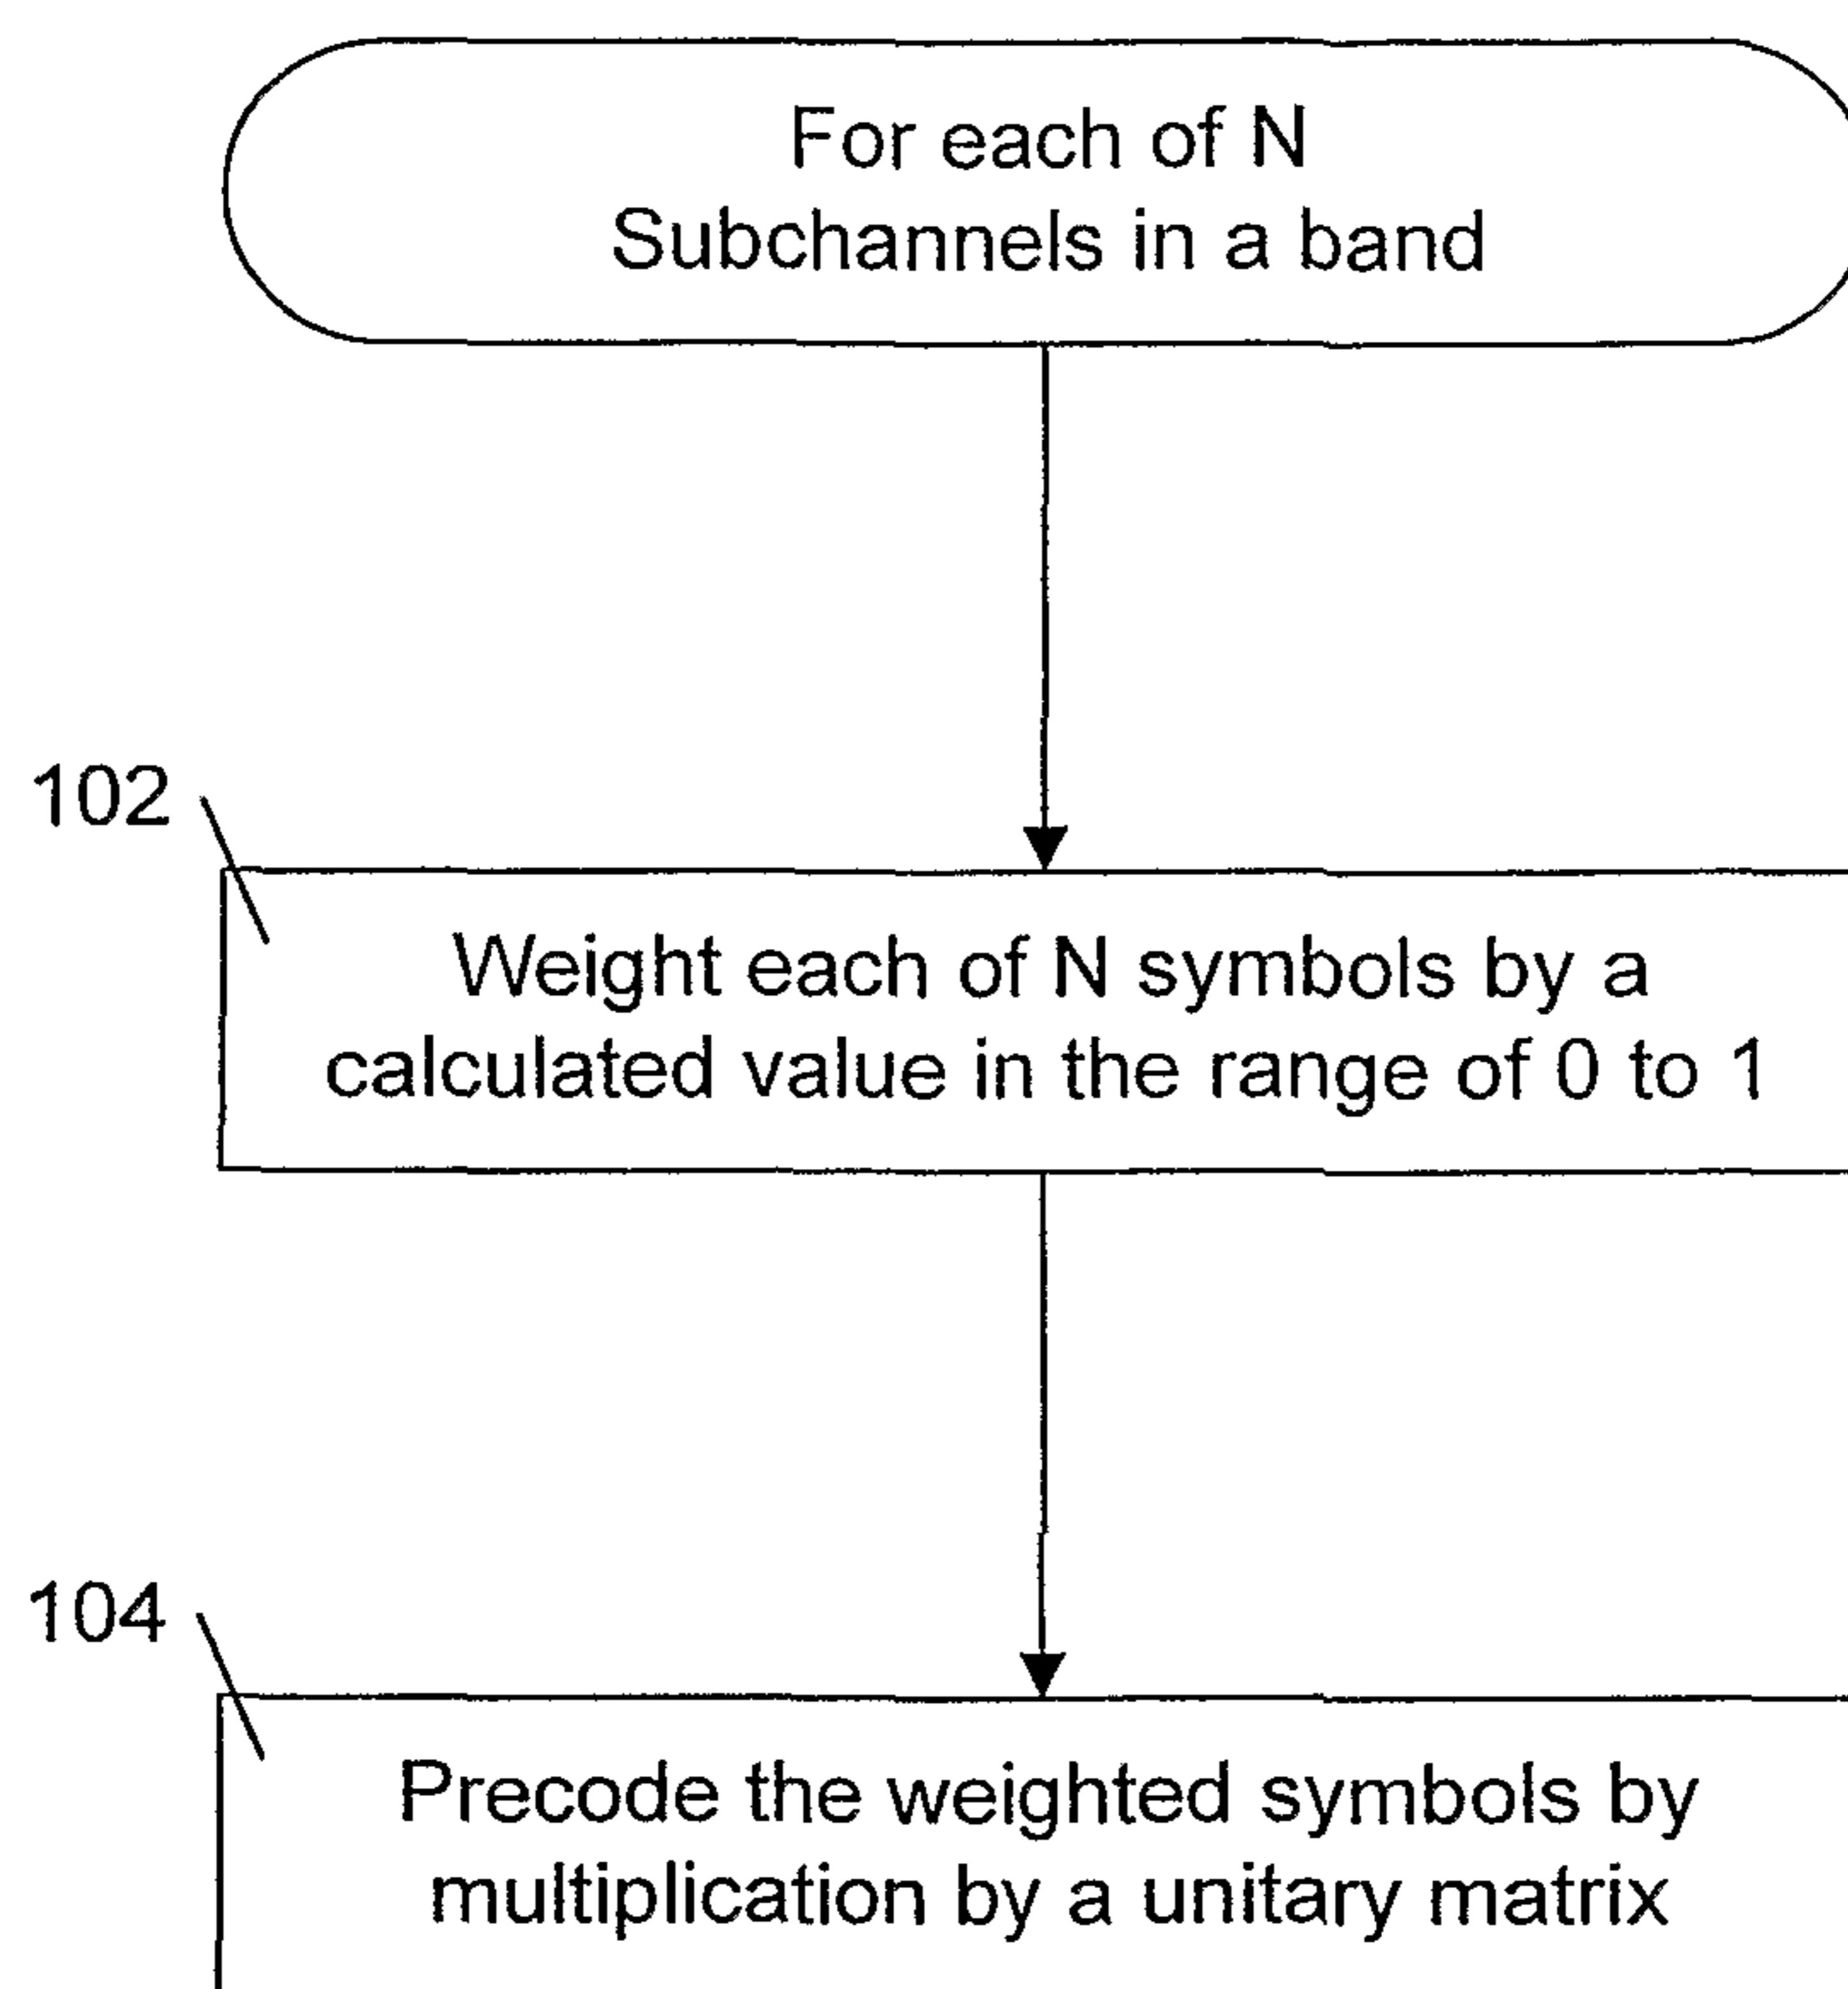 For each of N
Subchannels in a band
102
Weight each of N symbols by a
calculated value in the range of 0 to 1
104
Precode the weighted symbols by
multiplication by a unitary matrix